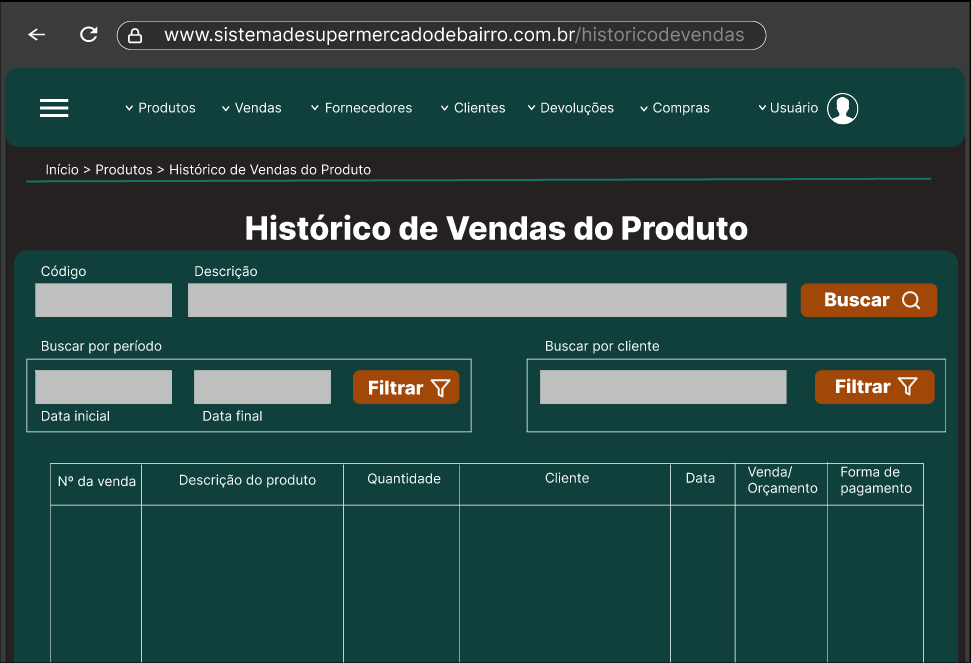 www.sistemadesupermercadodebairro.com.br/historicodevendas
Produtos Vendas Fornecedores Clientes Devoluções Compras Usuário
Início > Produtos > Histórico de Vendas do Produto
Histórico de Vendas do Produto
Código Descrição
Buscar
Buscar por período Buscar por cliente
Filtrar Filtrar
Data inicial Data final
Nº da venda Descrição do produto Quantidade Cliente Data Venda/ Forma de
Orçamento pagamento